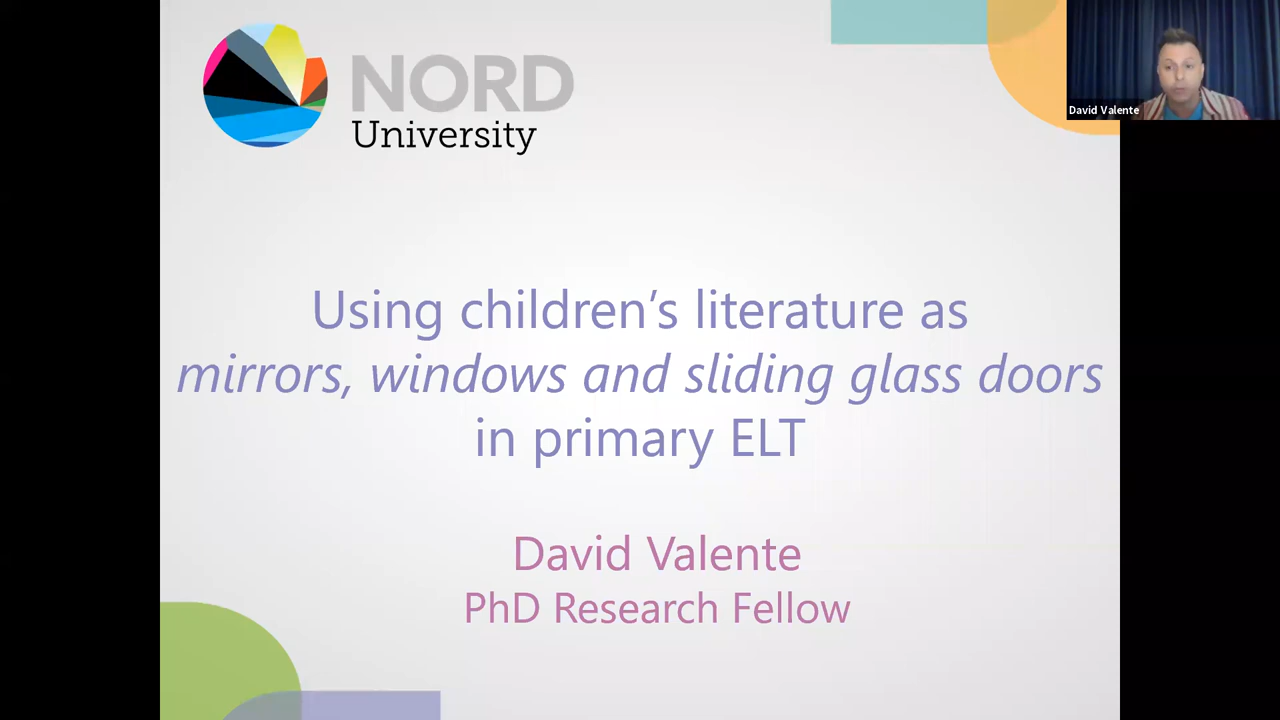 NORD
University
David Valente
Using children’s literature as
mirrors, windows and sliding glass doors
in primary ELT
David Valente
PhD Research Fellow